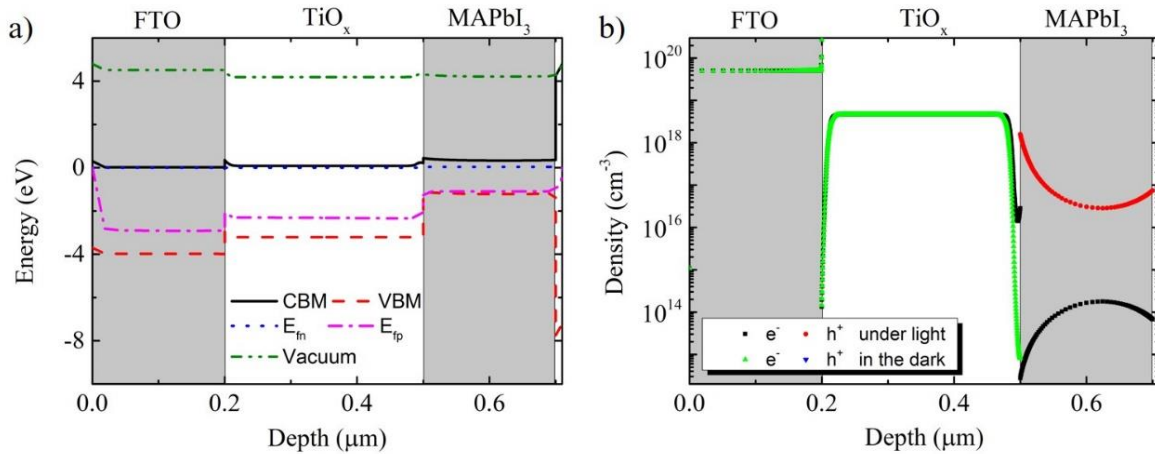 a)
FTO
TiOx
MAPbI3
Energy (eV)
4
0
-4
-8
CBM
VBM
Efn
Efp
Vacuum
0.0
0.2
0.4
0.6
Depth (μm)
b)
FTO
TiOx
MAPbI3
Density (cm-3)
10^20
10^18
10^16
10^14
e- h+ under light
e- h+ in the dark
0.0
0.2
0.4
0.6
Depth (μm)